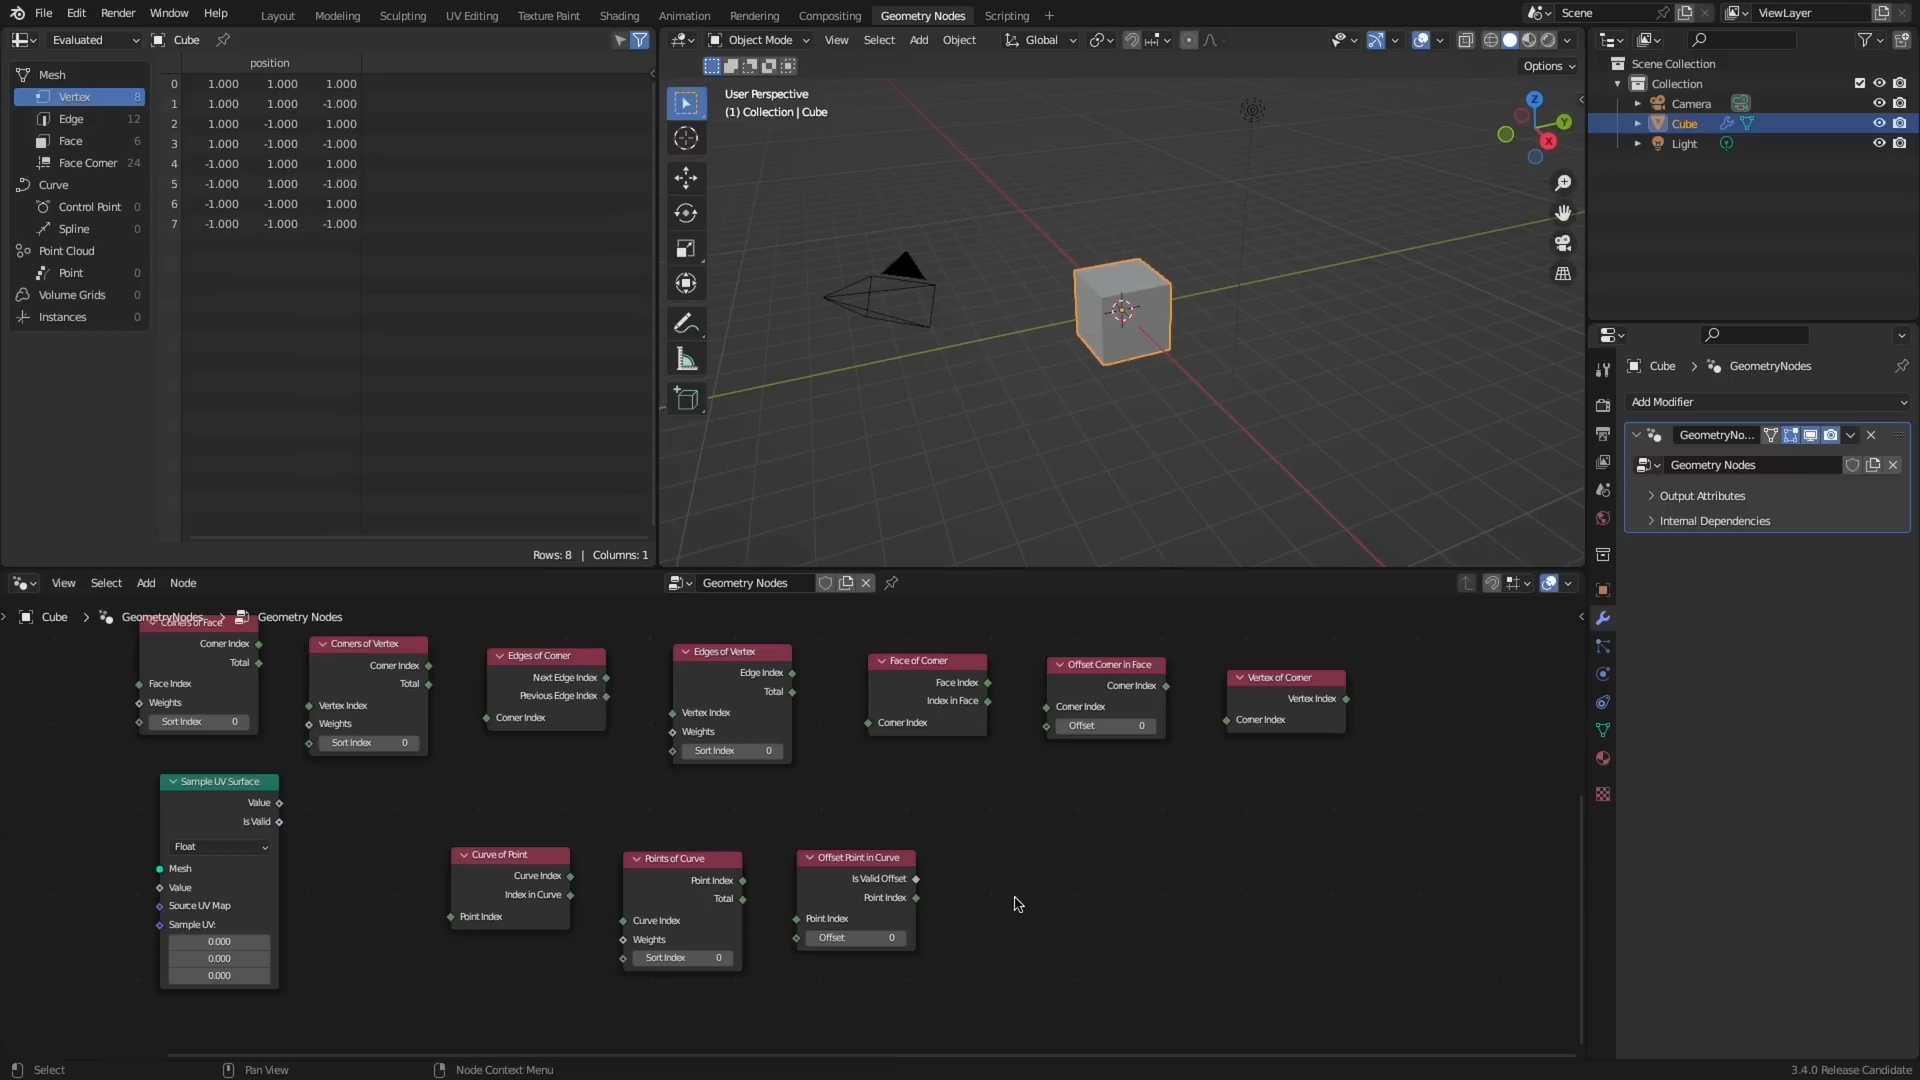 File Edit Render Window Help
Layout Modeling Sculpting UV Editing Texture Paint Shading Animation Rendering Compositing Geometry Nodes Scripting +
Scene
ViewLayer
Evaluated
Cube
position
Mesh
Vertex 8
Edge 12
Face 6
Face Corner 24
Curve
Control Point 0
Spline 0
Point Cloud
Point 0
Volume Grids 0
Instances 0
0 1.000 1.000 1.000
1 1.000 1.000 -1.000
2 1.000 -1.000 1.000
3 1.000 -1.000 -1.000
4 -1.000 1.000 1.000
5 -1.000 1.000 -1.000
6 -1.000 -1.000 1.000
7 -1.000 -1.000 -1.000
Rows: 8 | Columns: 1
Object Mode View Select Add Object Global
Options
User Perspective
(1) Collection | Cube
Z
Y
X
Scene Collection
Collection
Camera
Cube
Light
Cube > GeometryNodes
Add Modifier
GeometryNo...
Geometry Nodes
Output Attributes
Internal Dependencies
View Select Add Node
Geometry Nodes
Cube > GeometryNodes > Geometry Nodes
Corners of Face
Corner Index
Total
Face Index
Weights
Sort Index 0
Corners of Vertex
Corner Index
Total
Vertex Index
Weights
Sort Index 0
Edges of Corner
Next Edge Index
Previous Edge Index
Corner Index
Edges of Vertex
Edge Index
Total
Vertex Index
Weights
Sort Index 0
Face of Corner
Face Index
Index in Face
Corner Index
Offset Corner in Face
Corner Index
Corner Index
Offset 0
Vertex of Corner
Vertex Index
Corner Index
Sample UV Surface
Value
Is Valid
Float
Mesh
Value
Source UV Map
Sample UV:
0.000
0.000
0.000
Curve of Point
Curve Index
Index in Curve
Point Index
Points of Curve
Point Index
Total
Curve Index
Weights
Sort Index 0
Offset Point in Curve
Is Valid Offset
Point Index
Point Index
Offset 0
Select
Pan View
Node Context Menu
3.4.0 Release Candidate